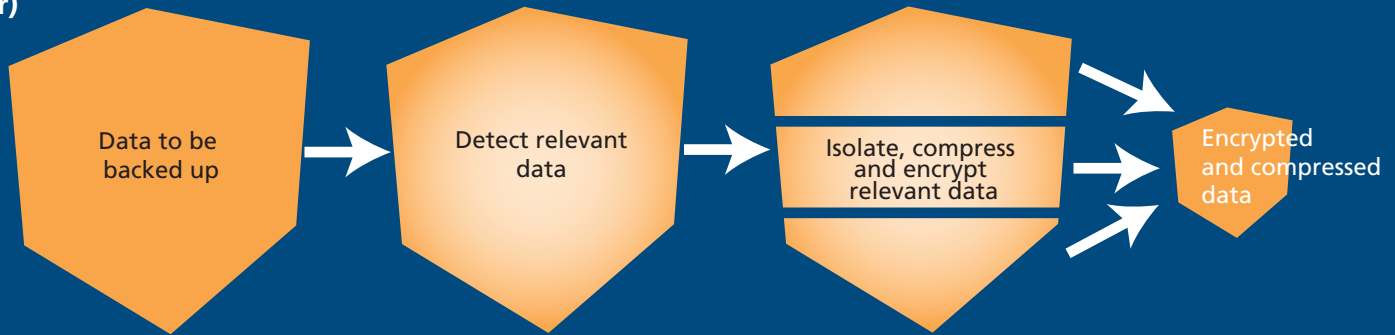 r)
Data to be
backed up
Detect relevant
data
Isolate, compress
and encrypt
relevant data
Encrypted
and compressed
data